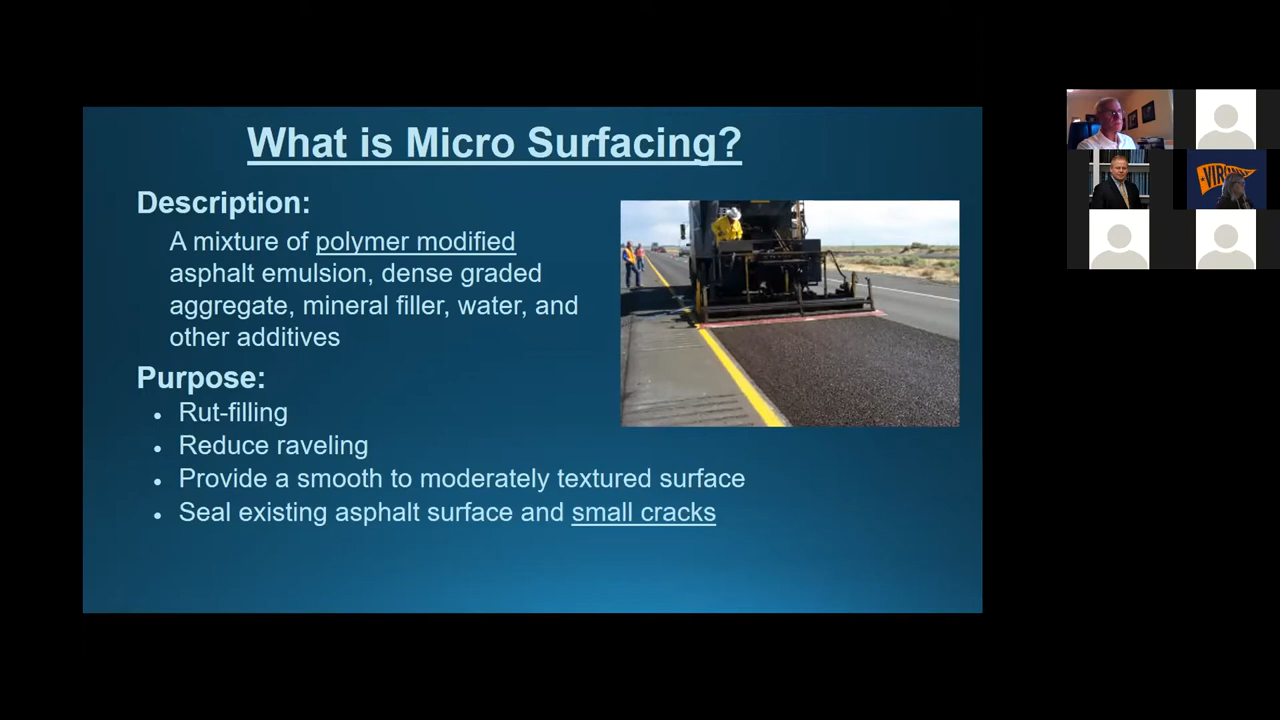 What is Micro Surfacing?
Description:
A mixture of polymer modified
asphalt emulsion, dense graded
aggregate, mineral filler, water, and
other additives
Purpose:
• Rut-filling
• Reduce raveling
• Provide a smooth to moderately textured surface
• Seal existing asphalt surface and small cracks